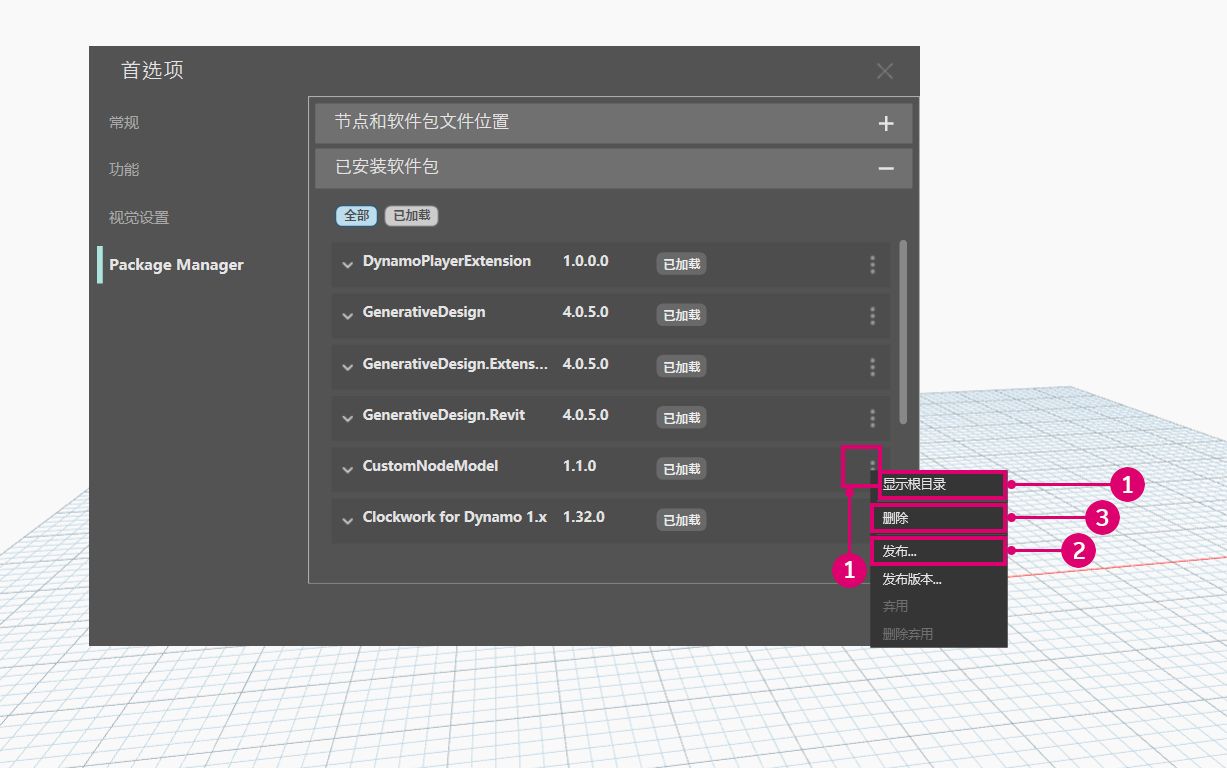 首选项
常规
功能
视觉设置
Package Manager
节点和软件包文件位置
已安装软件包
全部 已加载
DynamoPlayerExtension 1.0.0.0 已加载
GenerativeDesign 4.0.5.0 已加载
GenerativeDesign.Extens... 4.0.5.0 已加载
GenerativeDesign.Revit 4.0.5.0 已加载
CustomNodeModel 1.1.0 已加载
Clockwork for Dynamo 1.x 1.32.0 已加载
显示根目录 1
删除 3
发布... 2
1
发布版本...
弃用
删除弃用